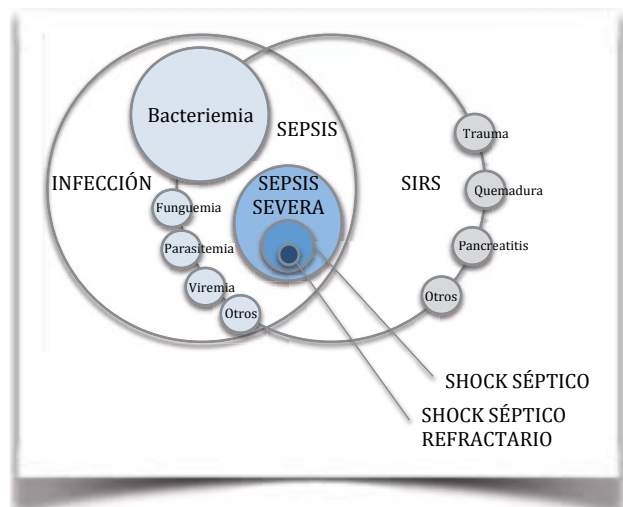 Bacteriemia
SEPSIS
INFECCIÓN
SEPSIS
SEVERA
SIRS
Funguemia
Parasitemia
Viremia
Otros
Trauma
Quemadura
Pancreatitis
Otros
SHOCK SÉPTICO
SHOCK SÉPTICO
REFRACTARIO